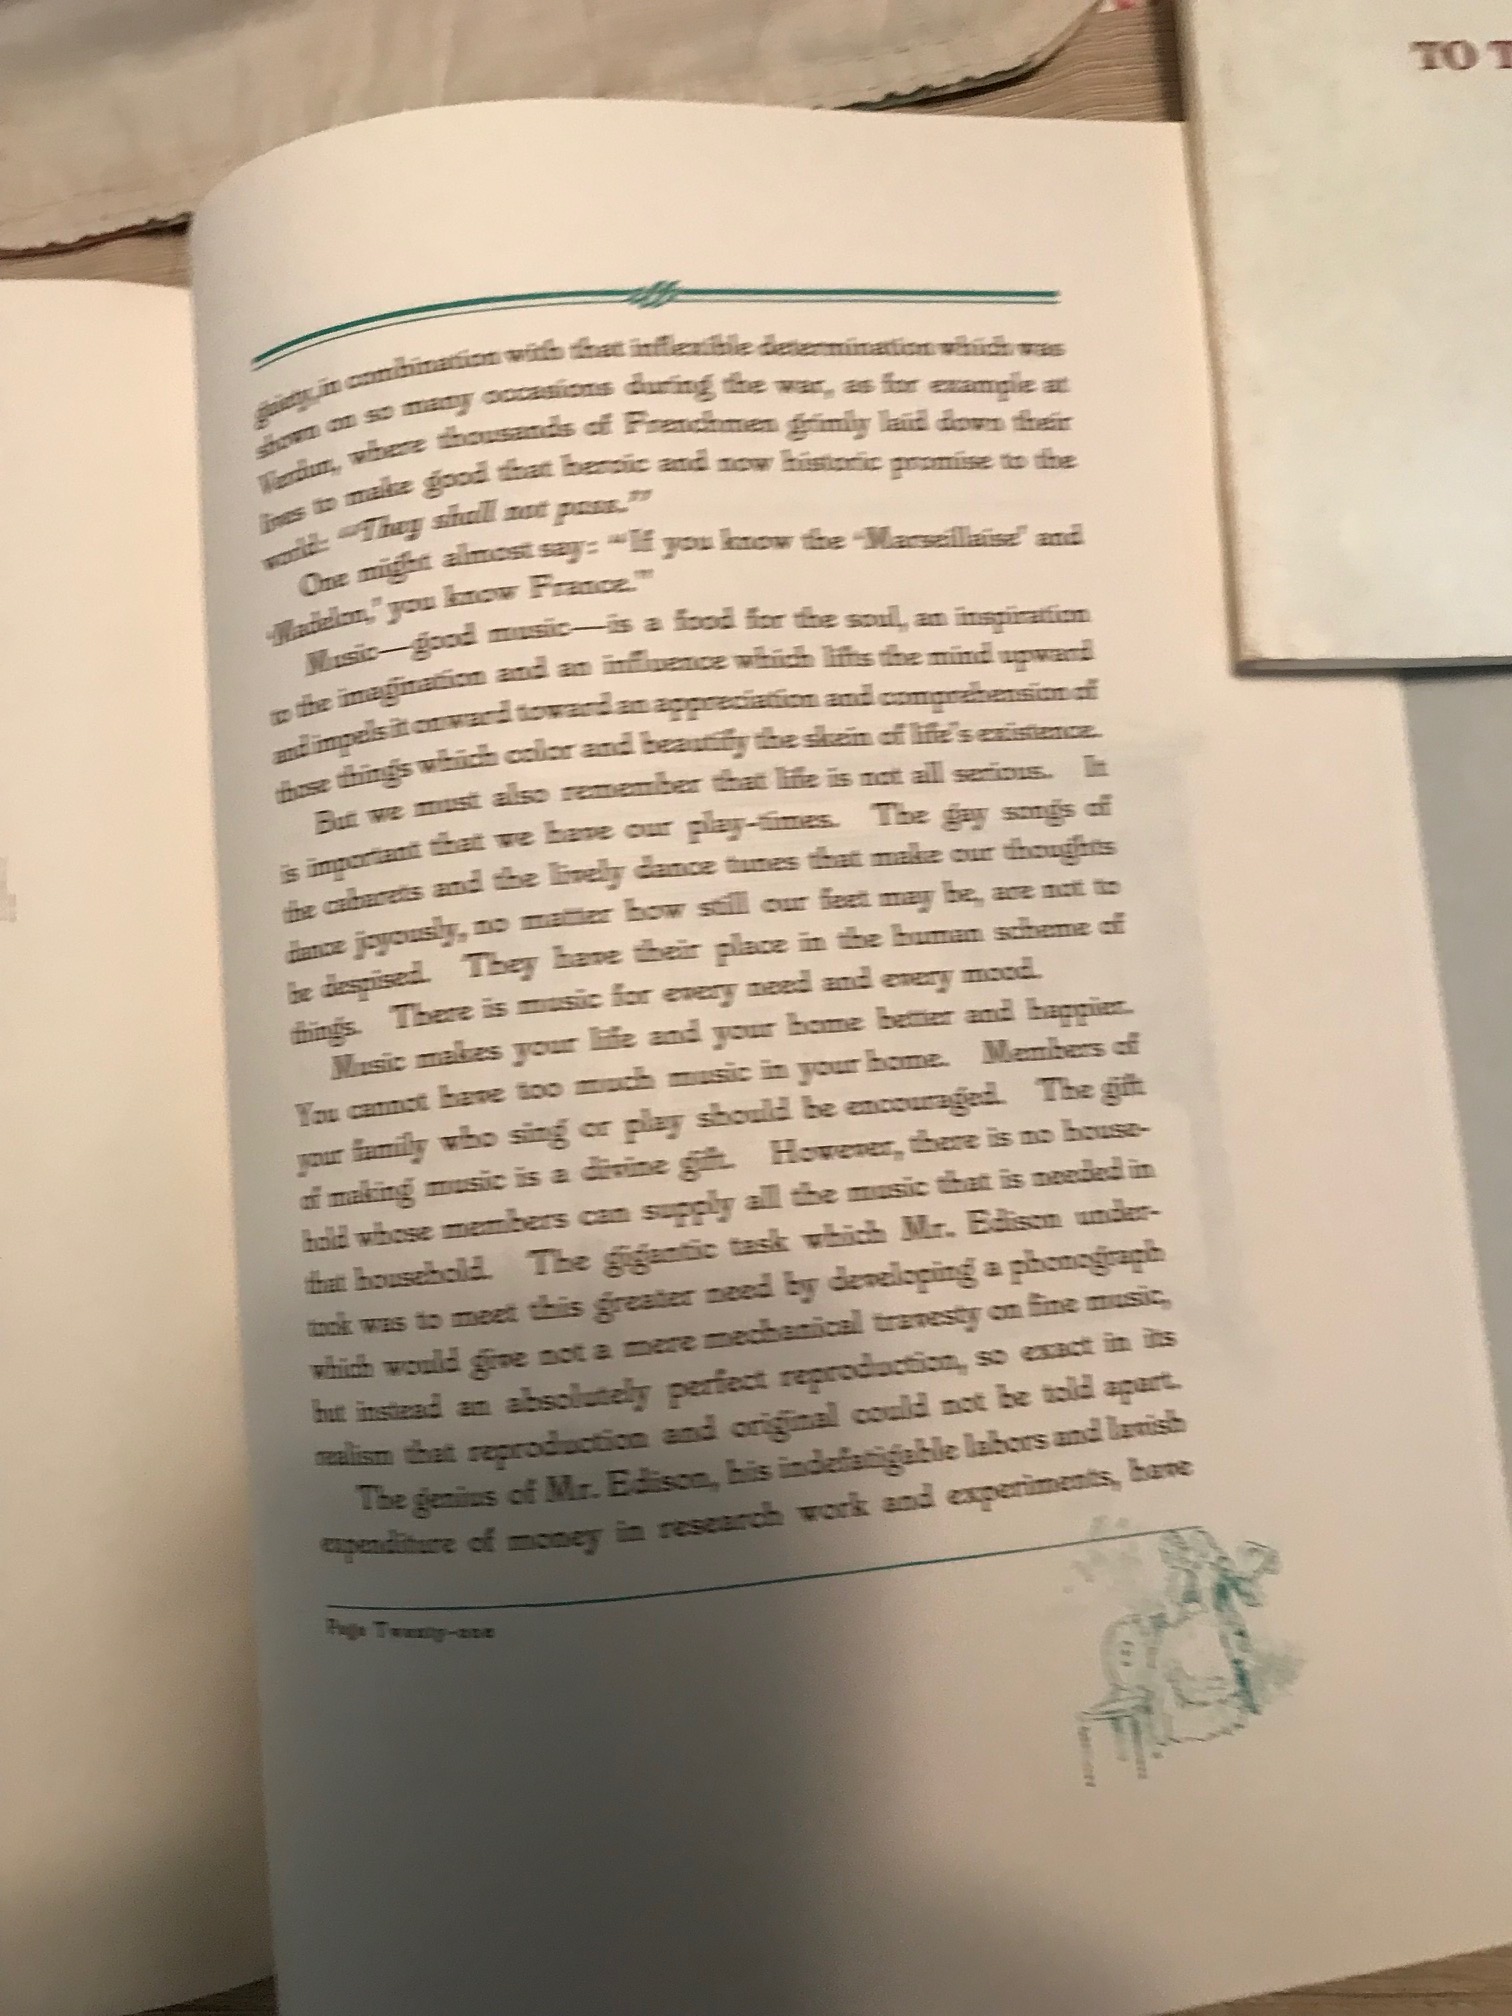 gaiety, in combination with that inflexible determination which was
shown on so many occasions during the war, as for example at
Verdun, where thousands of Frenchmen grimly laid down their
lives to make good that heroic and now historic promise to the
world: "They shall not pass."
One might almost say: "If you know the 'Marseillaise' and
'Madelon,' you know France."
Music—good music—is a food for the soul, an inspiration
to the imagination and an influence which lifts the mind upward
and impels it onward toward an appreciation and comprehension of
those things which color and beautify the skein of life's existence.
But we must also remember that life is not all serious. It
is important that we have our play-times. The gay songs of
the cabarets and the lively dance tunes that make our thoughts
dance joyously, no matter how still our feet may be, are not to
be despised. They have their place in the human scheme of
things. There is music for every need and every mood.
Music makes your life and your home better and happier.
You cannot have too much music in your home. Members of
your family who sing or play should be encouraged. The gift
of making music is a divine gift. However, there is no house-
hold whose members can supply all the music that is needed in
that household. The gigantic task which Mr. Edison under-
took was to meet this greater need by developing a phonograph
which would give not a mere mechanical travesty on fine music,
but instead an absolutely perfect reproduction, so exact in its
realism that reproduction and original could not be told apart.
The genius of Mr. Edison, his indefatigable labors and lavish
expenditure of money in research work and experiments, have
Page Twenty-one
TO T